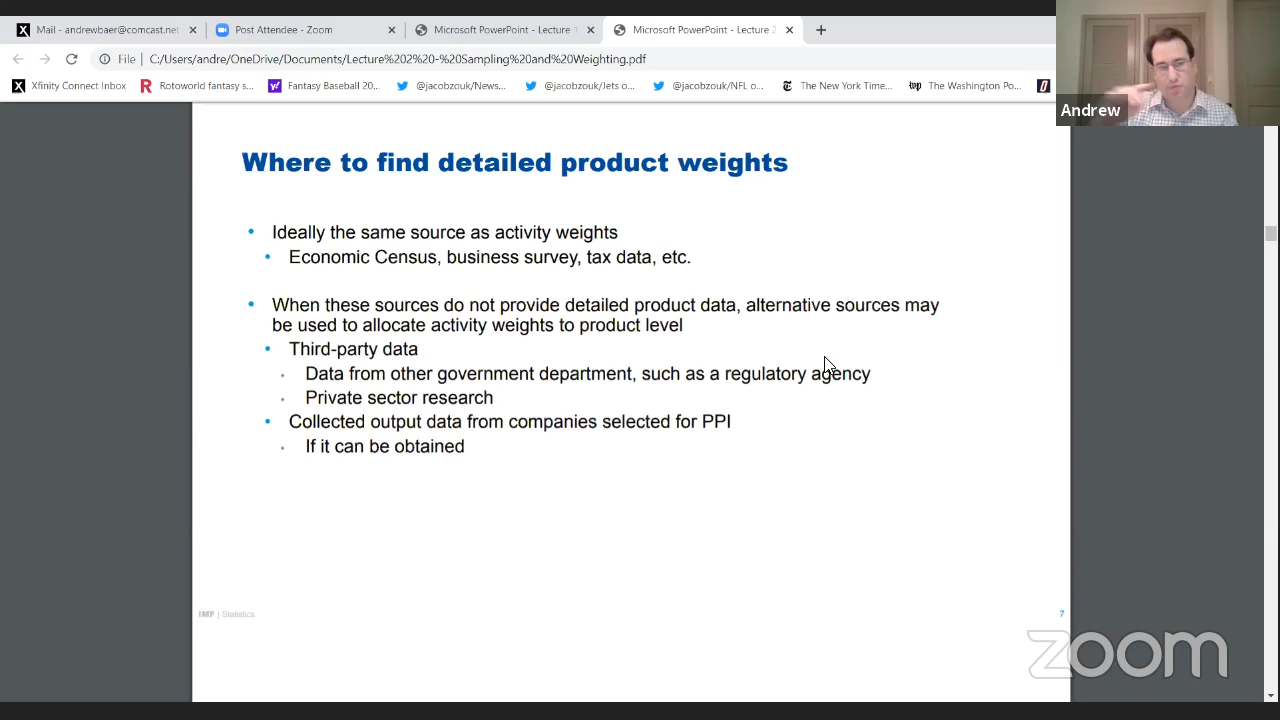 Mail - andrewbaer@comcast.net
Post Attendee - Zoom
Microsoft PowerPoint - Lecture 1
Microsoft PowerPoint - Lecture 2
File
C:/Users/andre/OneDrive/Documents/Lecture%202%20-%20Sampling%20and%20Weighting.pdf
Xfinity Connect Inbox
Rotoworld fantasy s...
Fantasy Baseball 20...
@jacobzouk/News...
@jacobzouk/Jets o...
@jacobzouk/NFL o...
The New York Time...
The Washington Po...
Andrew
Where to find detailed product weights
• Ideally the same source as activity weights
• Economic Census, business survey, tax data, etc.
• When these sources do not provide detailed product data, alternative sources may
be used to allocate activity weights to product level
• Third-party data
• Data from other government department, such as a regulatory agency
• Private sector research
• Collected output data from companies selected for PPI
• If it can be obtained
IMF | Statistics
7
zoom